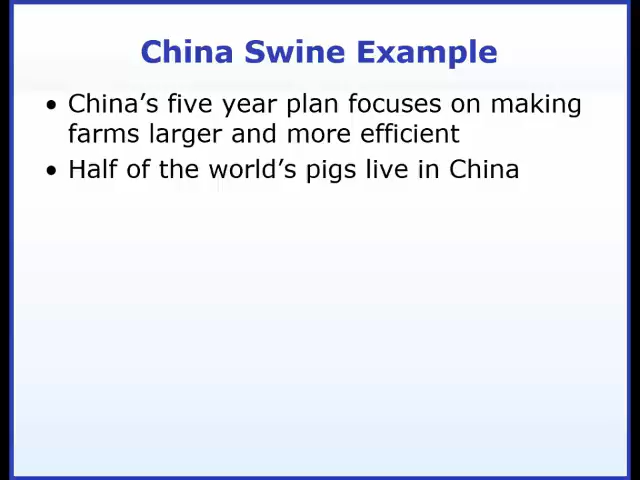 China Swine Example
• China’s five year plan focuses on making
farms larger and more efficient
• Half of the world’s pigs live in China